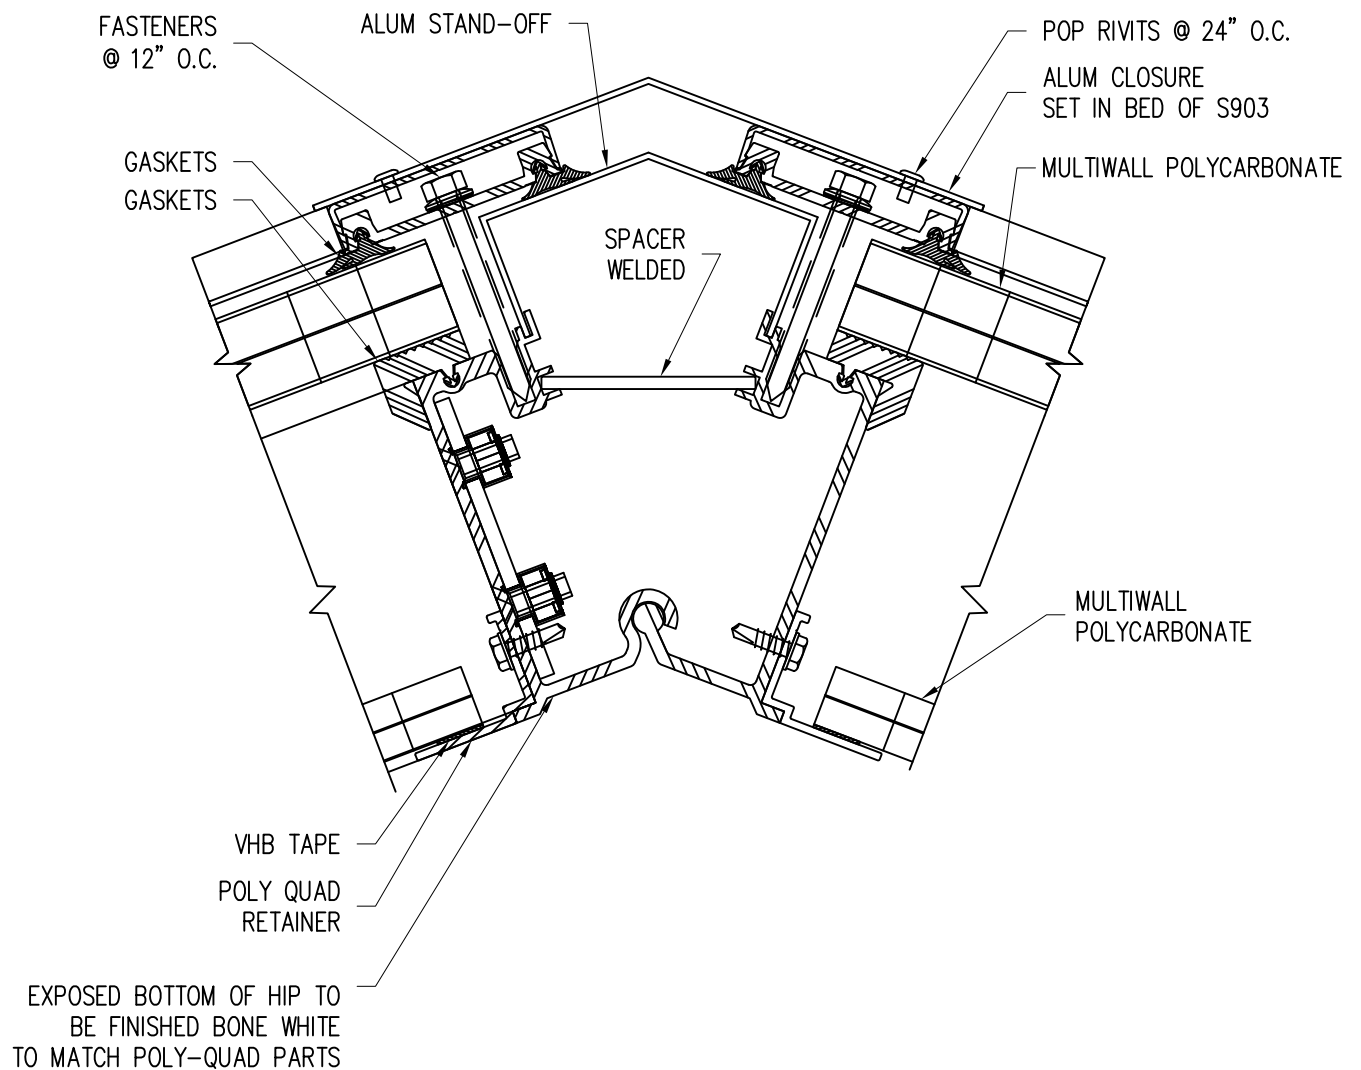 FASTENERS
@ 12" O.C.
ALUM STAND-OFF
POP RIVITS @ 24" O.C.
ALUM CLOSURE
SET IN BED OF S903
GASKETS
GASKETS
MULTIWALL POLYCARBONATE
SPACER
WELDED
MULTIWALL
POLYCARBONATE
VHB TAPE
POLY QUAD
RETAINER
EXPOSED BOTTOM OF HIP TO
BE FINISHED BONE WHITE
TO MATCH POLY-QUAD PARTS